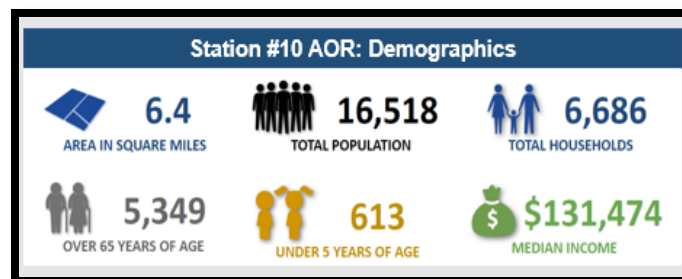 Station #10 AOR: Demographics
6.4
AREA IN SQUARE MILES
16,518
TOTAL POPULATION
6,686
TOTAL HOUSEHOLDS
5,349
OVER 65 YEARS OF AGE
613
UNDER 5 YEARS OF AGE
$
$131,474
MEDIAN INCOME